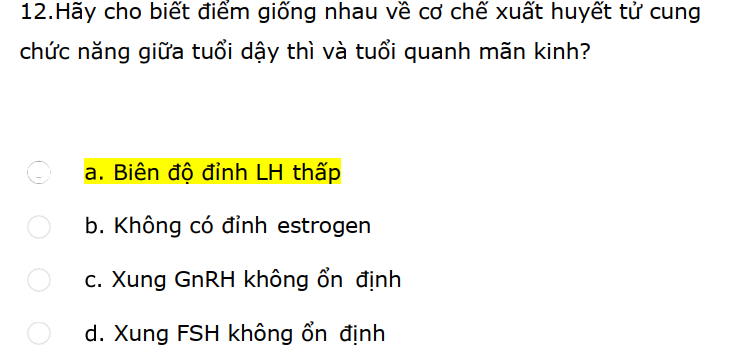 12.Hãy cho biết điểm giống nhau về cơ chế xuất huyết tử cung
chức năng giữa tuổi dậy thì và tuổi quanh mãn kinh?
a. Biên độ đỉnh LH thấp
b. Không có đỉnh estrogen
c. Xung GnRH không ổn định
d. Xung FSH không ổn định